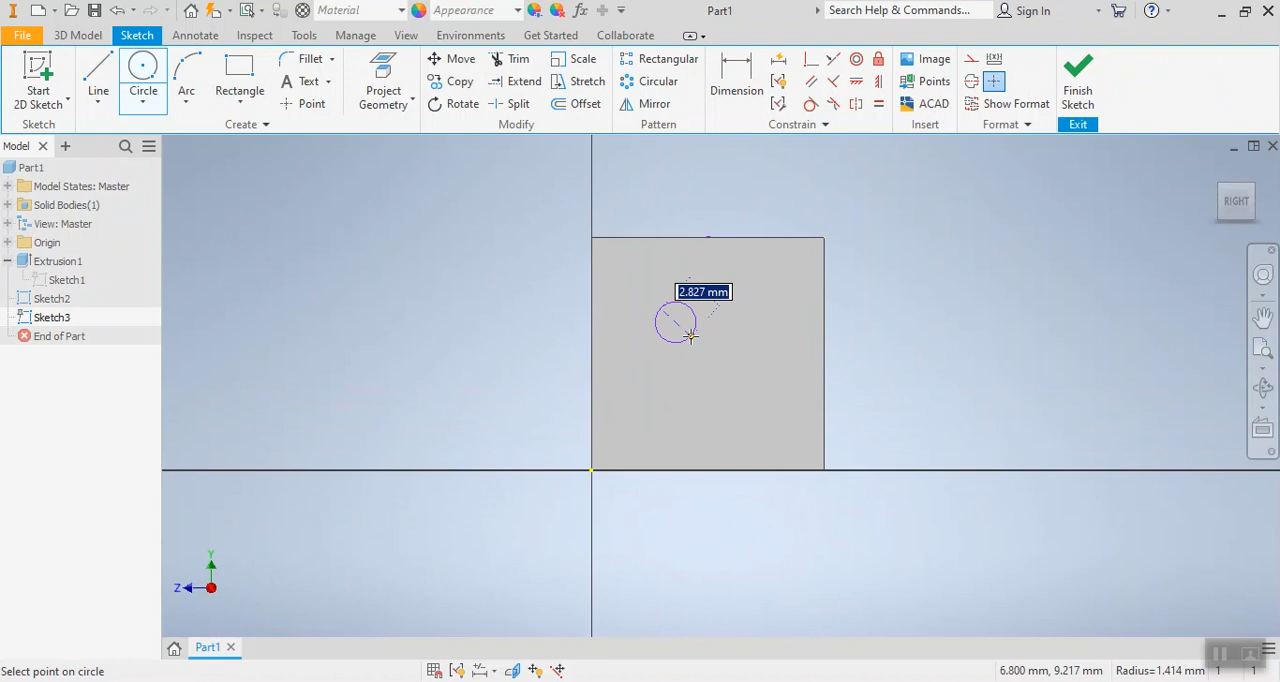 Material Appearance fx Part1 Search Help & Commands... Sign In
File 3D Model Sketch Annotate Inspect Tools Manage View Environments Get Started Collaborate
Start 2D Sketch Line Circle Arc Rectangle Fillet Text Point Project Geometry Move Copy Rotate Trim Extend Split Scale Stretch Offset Rectangular Circular Mirror Dimension Image Points ACAD Show Format Finish Sketch
Sketch Create Modify Pattern Constrain Insert Format Exit
Model
Part1
Model States: Master
Solid Bodies(1)
View: Master
Origin
Extrusion1
Sketch1
Sketch2
Sketch3
End of Part
RIGHT
2.827 mm
Y
Z
Part1
Select point on circle 6.800 mm, 9.217 mm Radius=1.414 mm 1 1